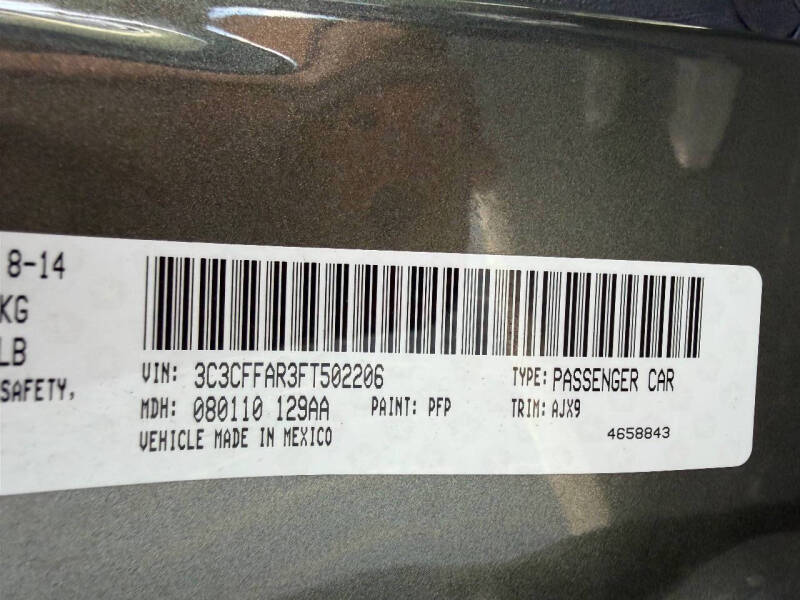 8-14
KG
LB
SAFETY,
VIN: 3C3CFFAR3FT502206 TYPE: PASSENGER CAR
MDH: 080110 129AA PAINT: PFP TRIM: AJX9
VEHICLE MADE IN MEXICO 4658843